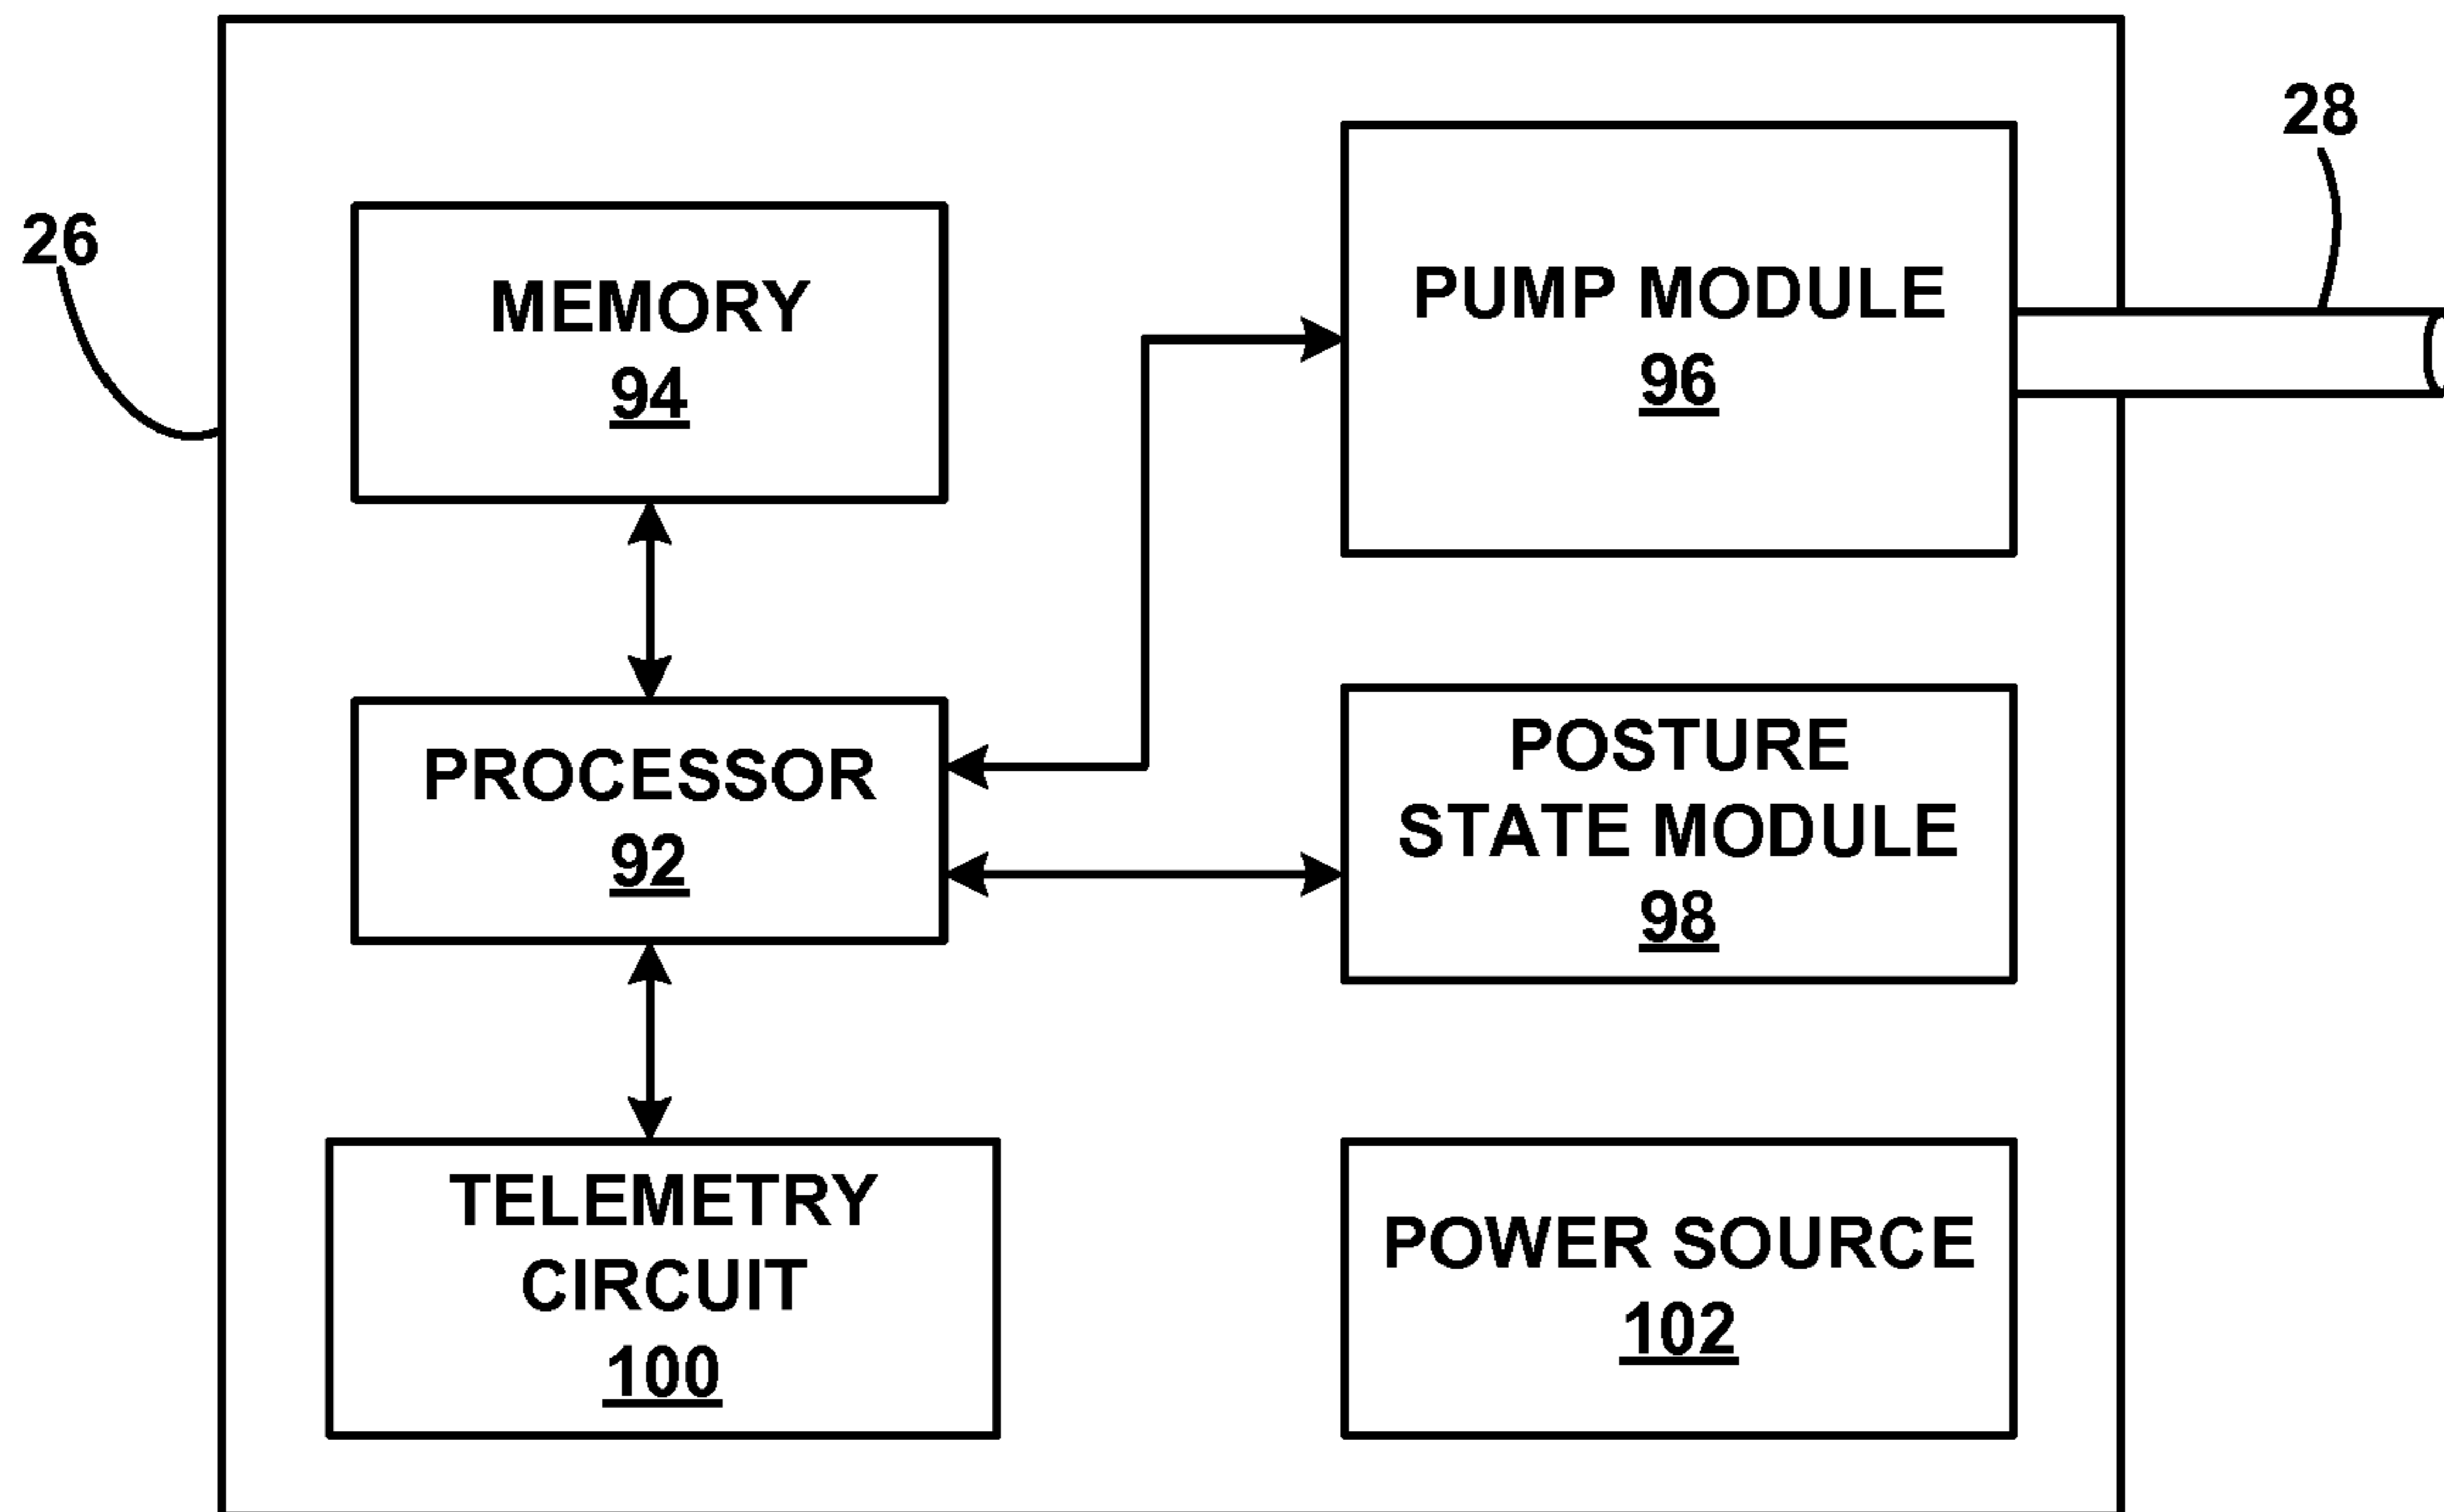 26
28
MEMORY
94
PUMP MODULE
96
PROCESSOR
92
POSTURE
STATE MODULE
98
TELEMETRY
CIRCUIT
100
POWER SOURCE
102